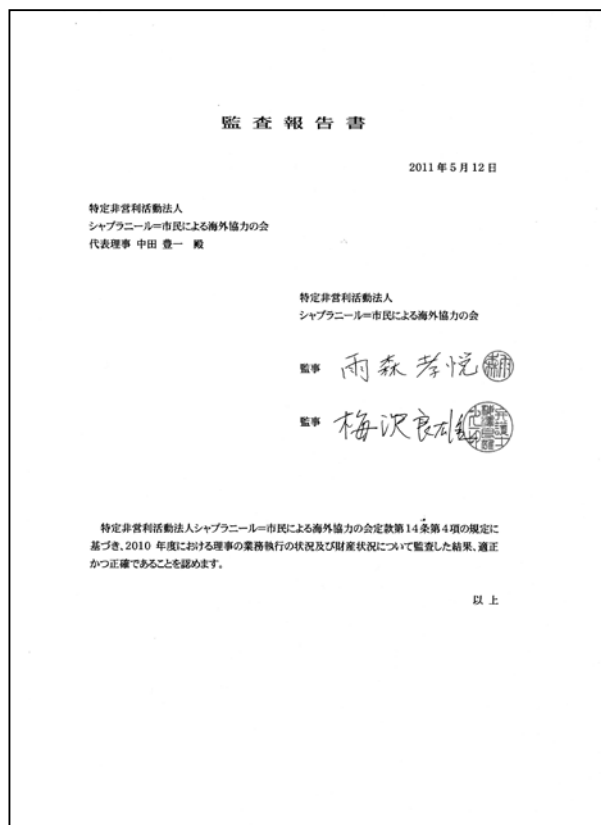 監査報告書
2011年5月12日
特定非営利活動法人
シャプラニール=市民による海外協力の会
代表理事 中田 豊一 殿
特定非営利活動法人
シャプラニール=市民による海外協力の会
監事 雨森孝悦
監事 梅沢良雄
特定非営利活動法人シャプラニール=市民による海外協力の会定款第14条第4項の規定に
基づき、2010 年度における理事の業務執行の状況及び財産状況について監査した結果、適正
かつ正確であることを認めます。
以上